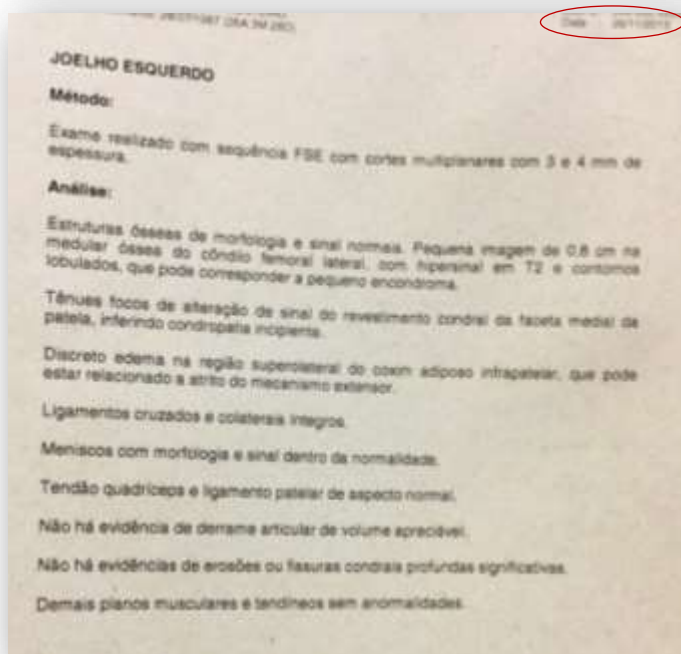 JOELHO ESQUERDO
Método:
Exame realizado com sequência FSE com cortes multiplanares com 3 e 4 mm de
espessura.
Análise:
Estruturas ósseas de morfologia e sinal normais. Pequena imagem de 0,8 cm na
medular óssea do côndilo femoral lateral, com hipersinal em T2 e contornos
lobulados, que pode corresponder a pequeno encondroma.
Tênues focos de alteração de sinal do revestimento condral da faceta medial da
patela, inferindo condropatia incipiente.
Discreto edema na região superolateral do coxim adiposo infrapatelar, que pode
estar relacionado a atrito do mecanismo extensor.
Ligamentos cruzados e colaterais íntegros.
Meniscos com morfologia e sinal dentro da normalidade.
Tendão quadríceps e ligamento patelar de aspecto normal.
Não há evidência de derrame articular de volume apreciável.
Não há evidências de erosões ou fissuras condrais profundas significativas.
Demais planos musculares e tendíneos sem anormalidades.